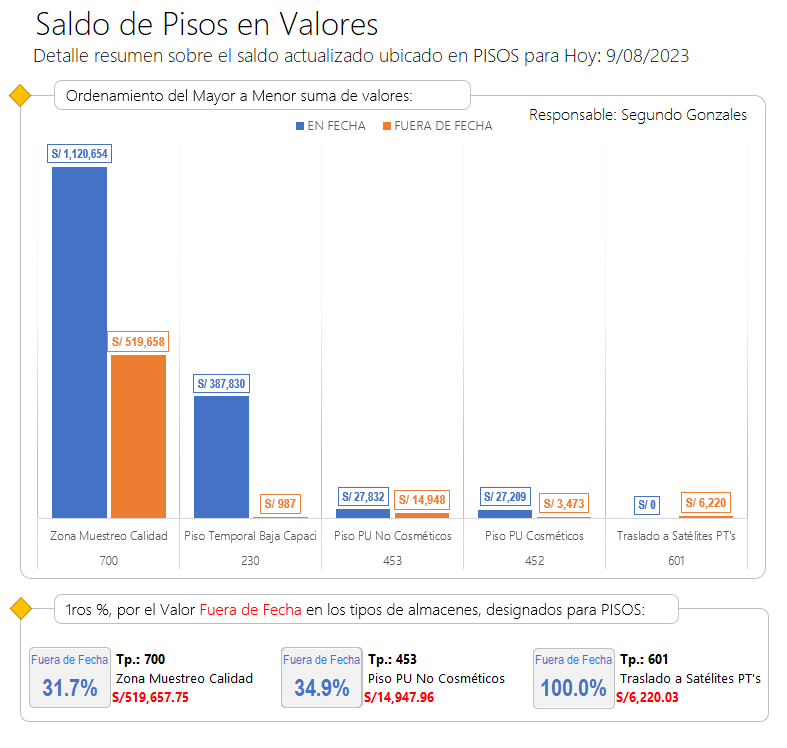 Saldo de Pisos en Valores
Detalle resumen sobre el saldo actualizado ubicado en PISOS para Hoy: 9/08/2023
Ordenamiento del Mayor a Menor suma de valores:
Responsable: Segundo Gonzales
EN FECHA FUERA DE FECHA
S/ 1,120,654
S/ 519,658
S/ 387,830
S/ 987
S/ 27,832
S/ 14,948
S/ 27,209
S/ 3,473
S/ 0
S/ 6,220
Zona Muestreo Calidad Piso Temporal Baja Capaci Piso PU No Cosméticos Piso PU Cosméticos Traslado a Satélites PT's
700 230 453 452 601
1ros %, por el Valor Fuera de Fecha en los tipos de almacenes, designados para PISOS:
Fuera de Fecha
31.7%
Tp.: 700
Zona Muestreo Calidad
S/519,657.75
Fuera de Fecha
34.9%
Tp.: 453
Piso PU No Cosméticos
S/14,947.96
Fuera de Fecha
100.0%
Tp.: 601
Traslado a Satélites PT's
S/6,220.03